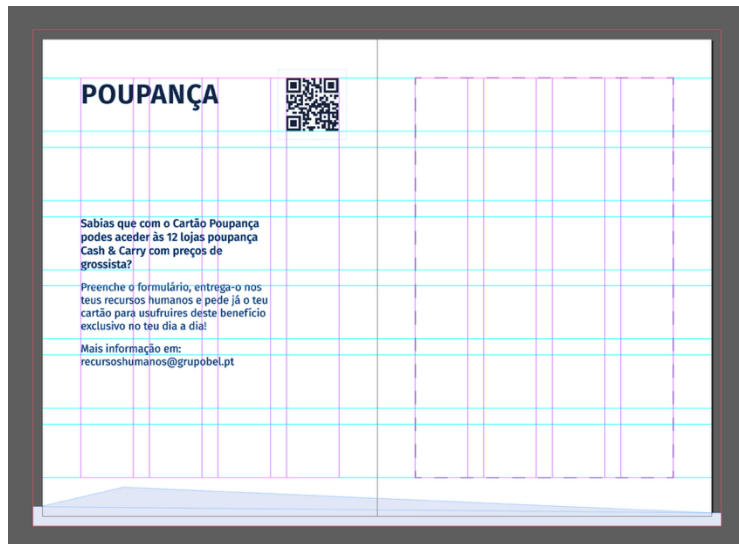 POUPANÇA
Sabias que com o Cartão Poupança
podes aceder às 12 lojas poupança
Cash & Carry com preços de
grossista?
Preenche o formulário, entrega-o nos
teus recursos humanos e pede já o teu
cartão para usufruires deste benefício
exclusivo no teu dia a dia!
Mais informação em:
recursoshumanos@grupobel.pt